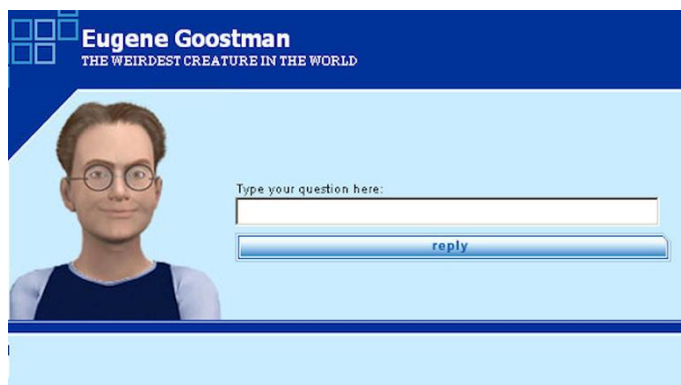 Eugene Goostman
THE WEIRDEST CREATURE IN THE WORLD
Type your question here:
reply